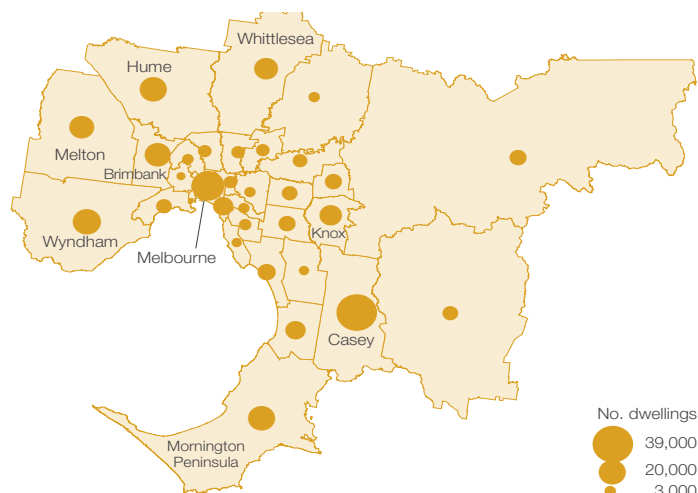 Whittlesea
Hume
Melton
Brimbank
Wyndham
Melbourne
Knox
Casey
Mornington
Peninsula
No. dwellings
39,000
20,000
3,000